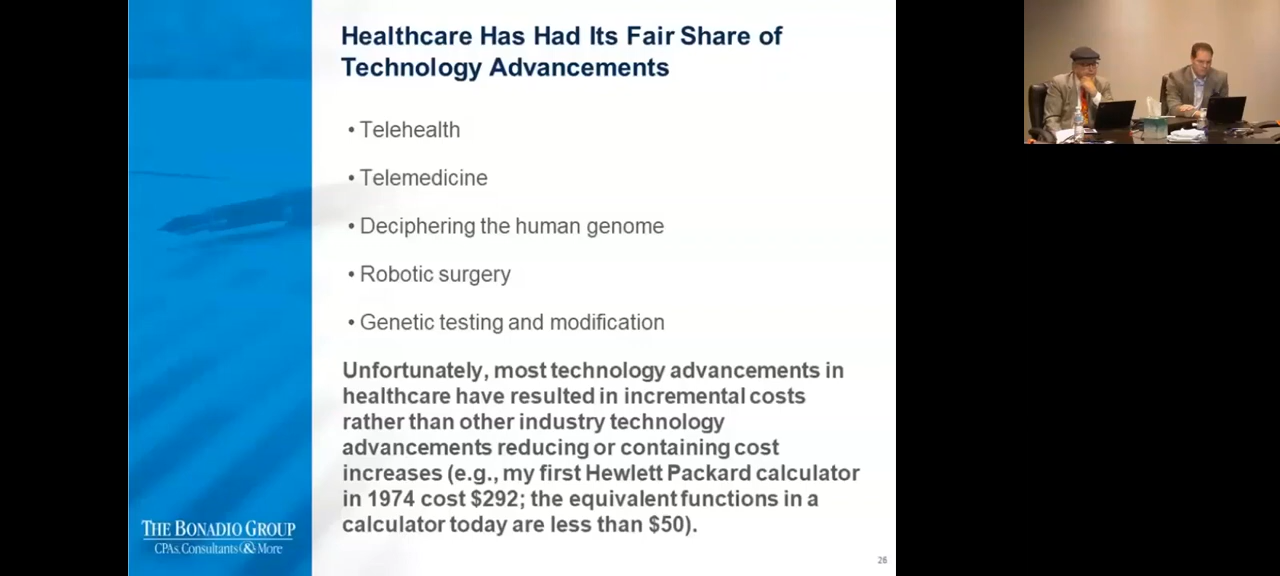 Healthcare Has Had Its Fair Share of
Technology Advancements
• Telehealth
• Telemedicine
• Deciphering the human genome
• Robotic surgery
• Genetic testing and modification
Unfortunately, most technology advancements in
healthcare have resulted in incremental costs
rather than other industry technology
advancements reducing or containing cost
increases (e.g., my first Hewlett Packard calculator
in 1974 cost $292; the equivalent functions in a
calculator today are less than $50).
THE BONADIO GROUP
CPAs, Consultants & More
26